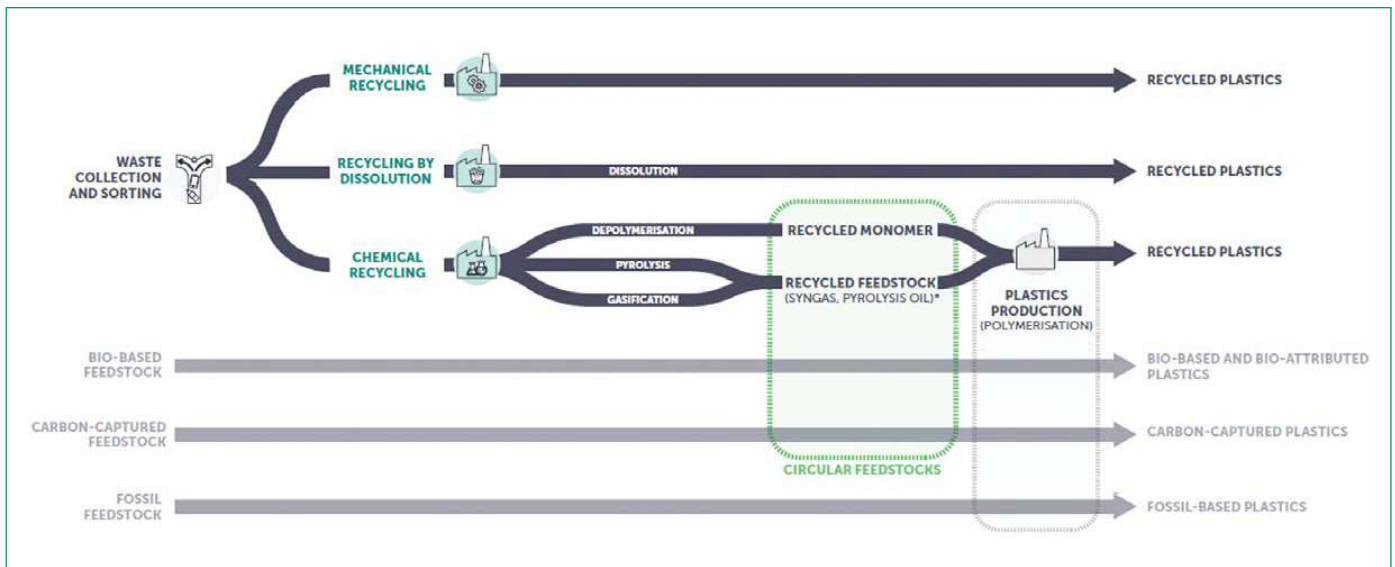 MECHANICAL
RECYCLING
RECYCLED PLASTICS
WASTE
COLLECTION
AND SORTING
RECYCLING BY
DISSOLUTION
DISSOLUTION
RECYCLED PLASTICS
CHEMICAL
RECYCLING
DEPOLYMERISATION
PYROLYSIS
GASIFICATION
RECYCLED MONOMER
RECYCLED FEEDSTOCK
(SYNGAS, PYROLYSIS OIL)*
PLASTICS
PRODUCTION
(POLYMERISATION)
RECYCLED PLASTICS
BIO-BASED
FEEDSTOCK
BIO-BASED AND BIO-ATTRIBUTED
PLASTICS
CARBON-CAPTURED
FEEDSTOCK
CARBON-CAPTURED PLASTICS
CIRCULAR FEEDSTOCKS
FOSSIL
FEEDSTOCK
FOSSIL-BASED PLASTICS